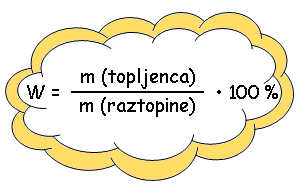 m (topljenca)
W = ———— · 100 %
m (raztopine)